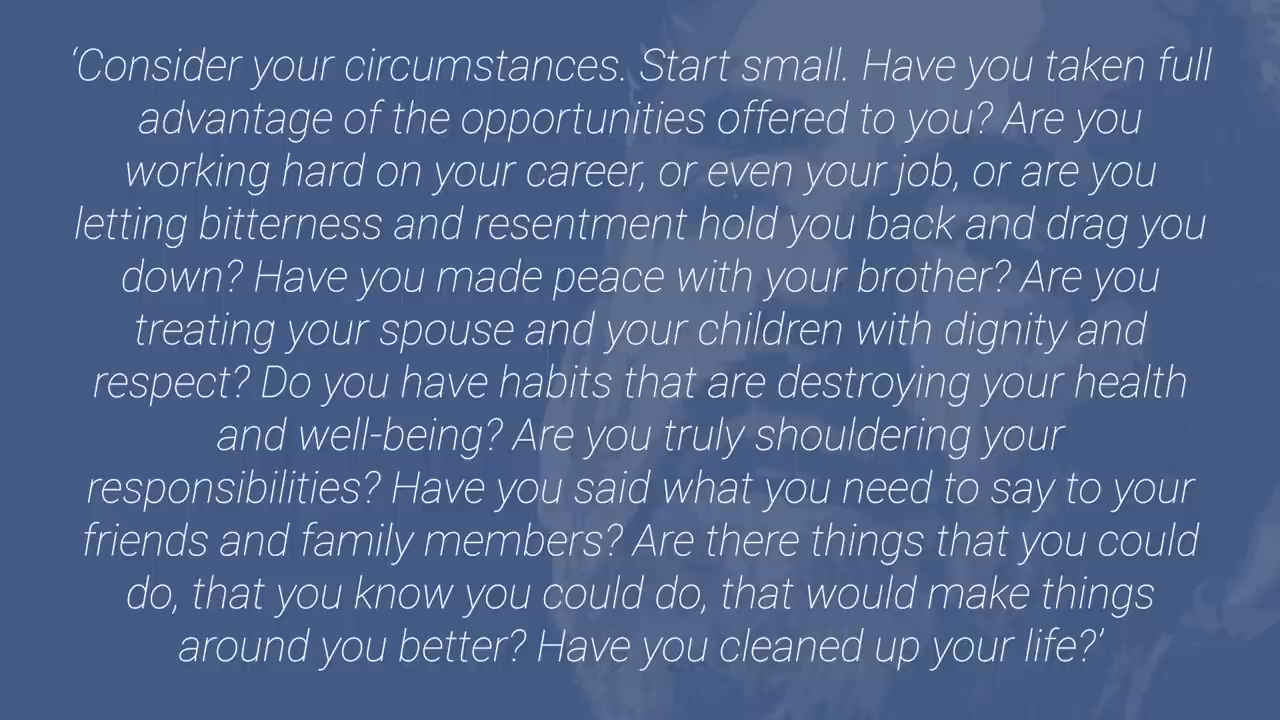 ‘Consider your circumstances. Start small. Have you taken full
advantage of the opportunities offered to you? Are you
working hard on your career, or even your job, or are you
letting bitterness and resentment hold you back and drag you
down? Have you made peace with your brother? Are you
treating your spouse and your children with dignity and
respect? Do you have habits that are destroying your health
and well-being? Are you truly shouldering your
responsibilities? Have you said what you need to say to your
friends and family members? Are there things that you could
do, that you know you could do, that would make things
around you better? Have you cleaned up your life?’